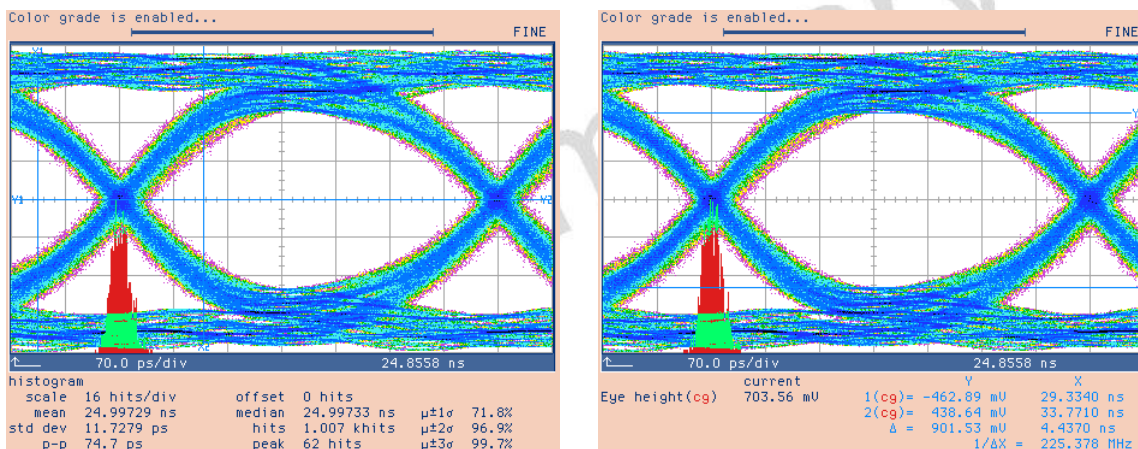 Color grade is enabled...
FINE
X1
Y1
Y2
X2
70.0 ps/div 24.8558 ns
histogram
scale 16 hits/div offset 0 hits
mean 24.99729 ns median 24.99733 ns μ±1σ 71.8%
std dev 11.7279 ps hits 1.007 khits μ±2σ 96.9%
p-p 74.7 ps peak 62 hits μ±3σ 99.7%
Color grade is enabled...
FINE
70.0 ps/div 24.8558 ns
current Y X
Eye height(cg) 703.56 mV 1(cg)= -462.89 mV 29.3340 ns
2(cg)= 438.64 mV 33.7710 ns
Δ = 901.53 mV 4.4370 ns
1/ΔX = 225.378 MHz